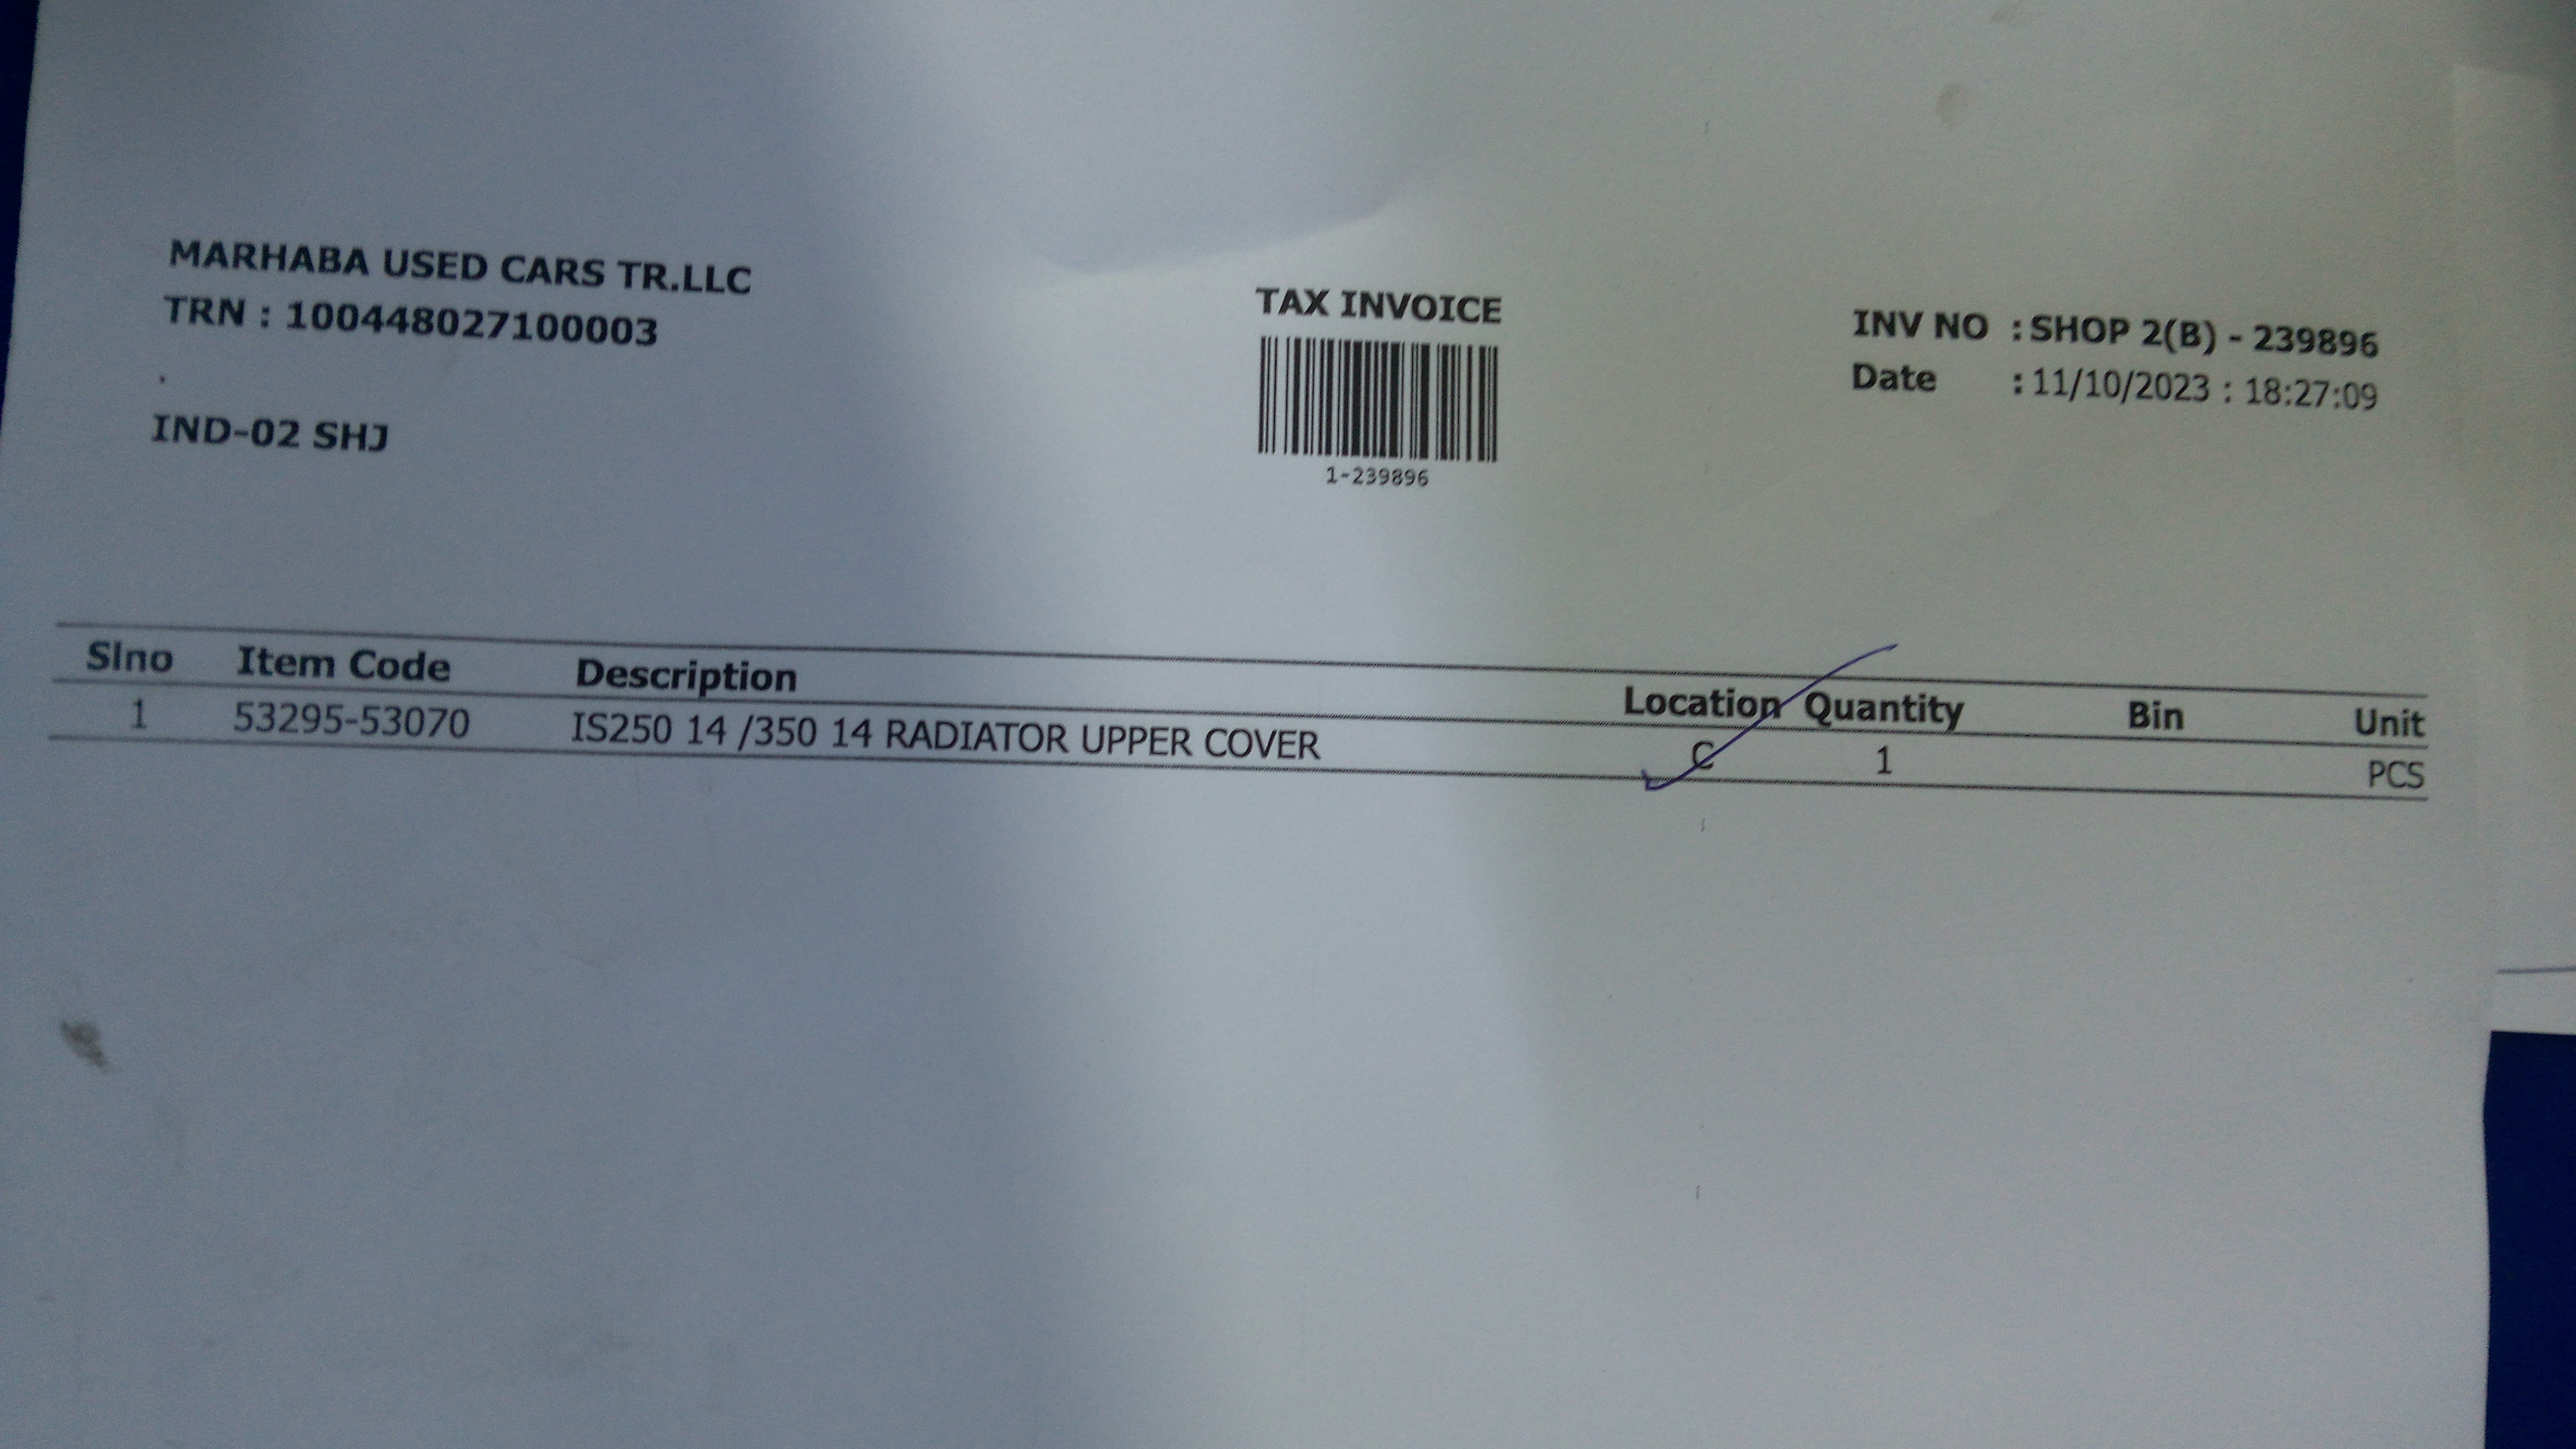 MARHABA USED CARS TR.LLC
TRN : 100448027100003
.
IND-02 SHJ
TAX INVOICE
1-239896
INV NO : SHOP 2(B) - 239896
Date : 11/10/2023 : 18:27:09
Slno Item Code Description Location Quantity Bin Unit
1 53295-53070 IS250 14 /350 14 RADIATOR UPPER COVER C 1 PCS